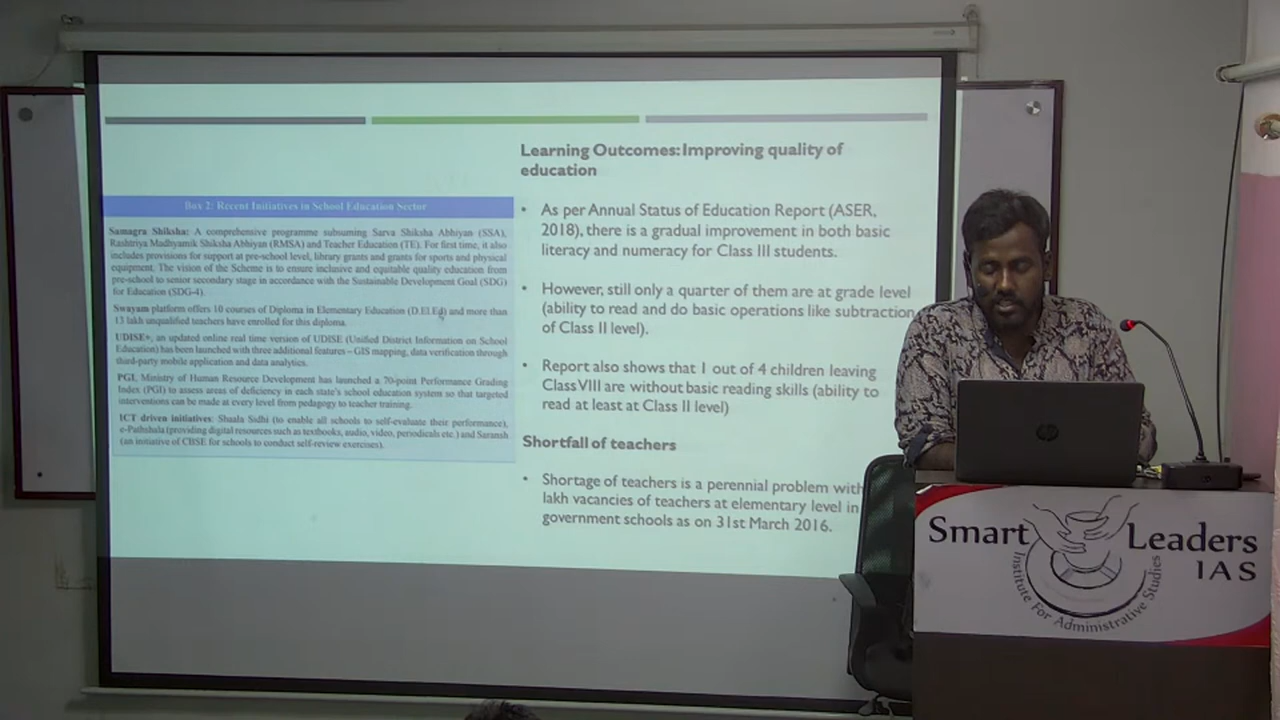 Box 2: Recent Initiatives in School Education Sector
Samagra Shiksha: A comprehensive programme subsuming Sarva Shiksha Abhiyan (SSA),
Rashtriya Madhyamik Shiksha Abhiyan (RMSA) and Teacher Education (TE). For first time, it also
includes provisions for support at pre-school level, library grants and grants for sports and physical
equipment. The vision of the Scheme is to ensure inclusive and equitable quality education from
pre-school to senior secondary stage in accordance with the Sustainable Development Goal (SDG)
for Education (SDG-4).
Swayam platform offers 10 courses of Diploma in Elementary Education (D.El.Ed) and more than
13 lakh unqualified teachers have enrolled for this diploma.
UDISE+, an updated online real time version of UDISE (Unified District Information on School
Education) has been launched with three additional features – GIS mapping, data verification through
third-party mobile application and data analytics.
PGI, Ministry of Human Resource Development has launched a 70-point Performance Grading
Index (PGI) to assess areas of deficiency in each state's school education system so that targeted
interventions can be made at every level from pedagogy to teacher training.
ICT driven initiatives: Shaala Sidhi (to enable all schools to self-evaluate their performance),
e-Pathshala (providing digital resources such as textbooks, audio, video, periodicals etc.) and Saransh
(an initiative of CBSE for schools to conduct self-review exercises).
Learning Outcomes: Improving quality of
education
• As per Annual Status of Education Report (ASER,
2018), there is a gradual improvement in both basic
literacy and numeracy for Class III students.
• However, still only a quarter of them are at grade level
(ability to read and do basic operations like subtraction
of Class II level).
• Report also shows that 1 out of 4 children leaving
Class VIII are without basic reading skills (ability to
read at least at Class II level)
Shortfall of teachers
• Shortage of teachers is a perennial problem with
lakh vacancies of teachers at elementary level in
government schools as on 31st March 2016.
Smart Leaders
IAS
Institute For Administrative Studies
hp